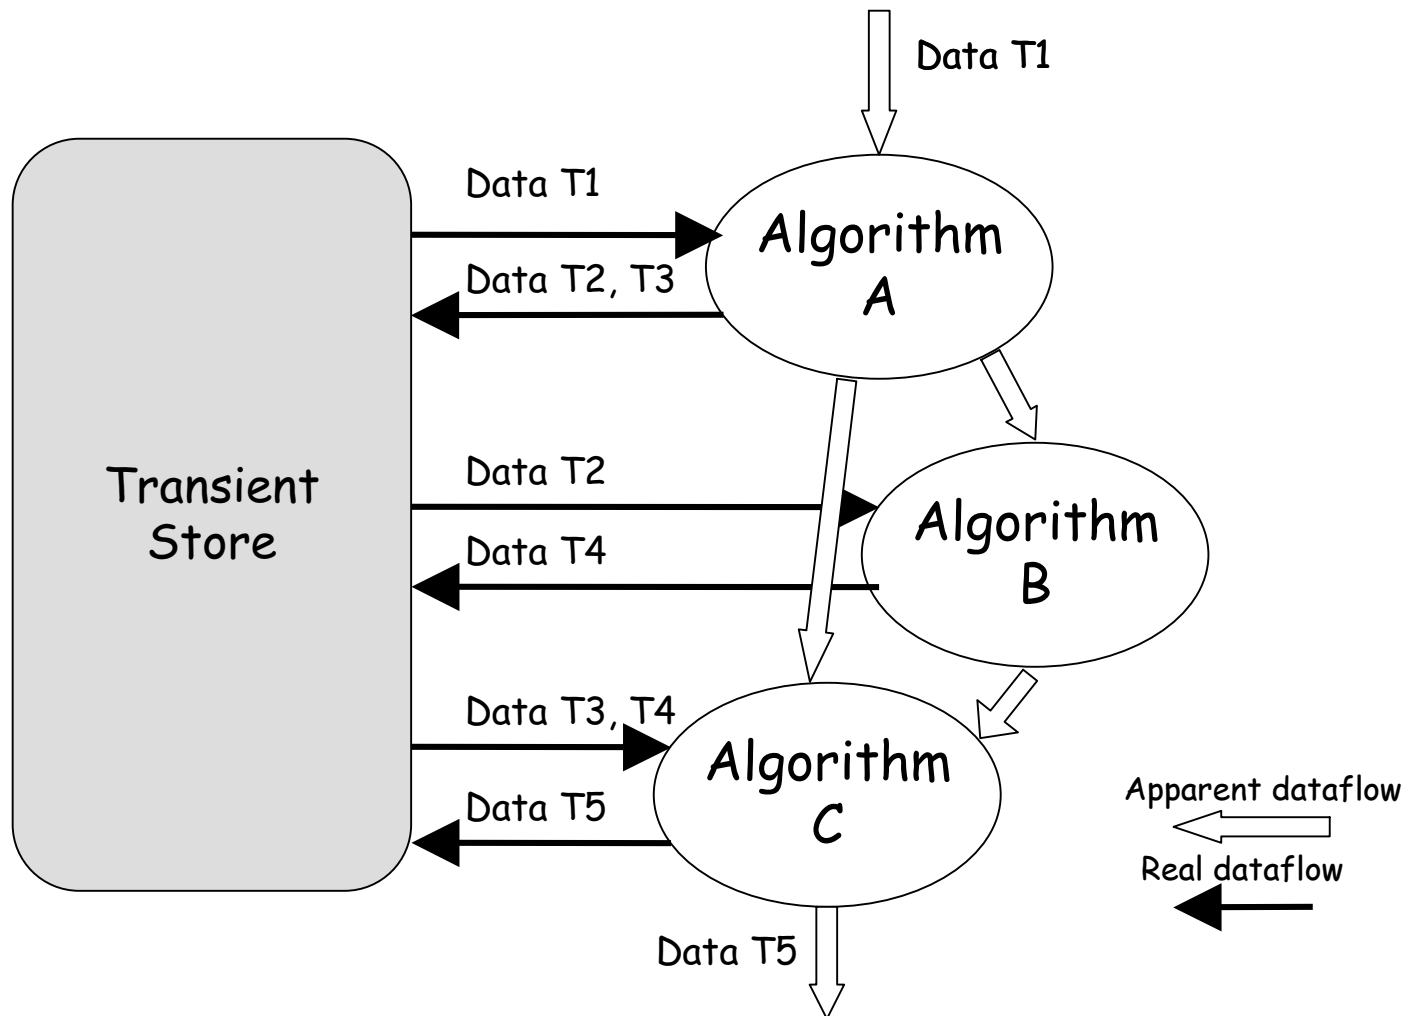 Data T1
Data T1
Algorithm
A
Data T2, T3
Transient
Store
Data T2
Algorithm
B
Data T4
Data T3, T4
Algorithm
C
Data T5
Apparent dataflow
Real dataflow
Data T5